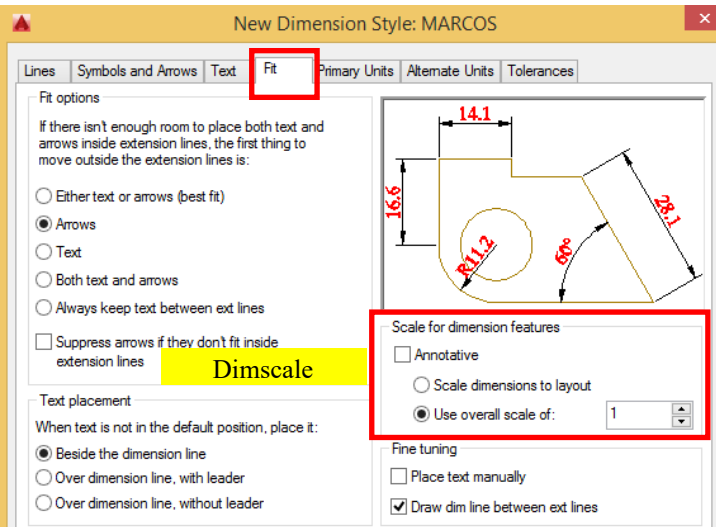 New Dimension Style: MARCOS
Lines Symbols and Arrows Text Fit Primary Units Alternate Units Tolerances
Fit options
If there isn't enough room to place both text and
arrows inside extension lines, the first thing to
move outside the extension lines is:
Either text or arrows (best fit)
Arrows
Text
Both text and arrows
Always keep text between ext lines
Suppress arrows if they don't fit inside
extension lines
Dimscale
Text placement
When text is not in the default position, place it:
Beside the dimension line
Over dimension line, with leader
Over dimension line, without leader
14.1
16.6
28.1
R11.2
60°
Scale for dimension features
Annotative
Scale dimensions to layout
Use overall scale of: 1
Fine tuning
Place text manually
Draw dim line between ext lines